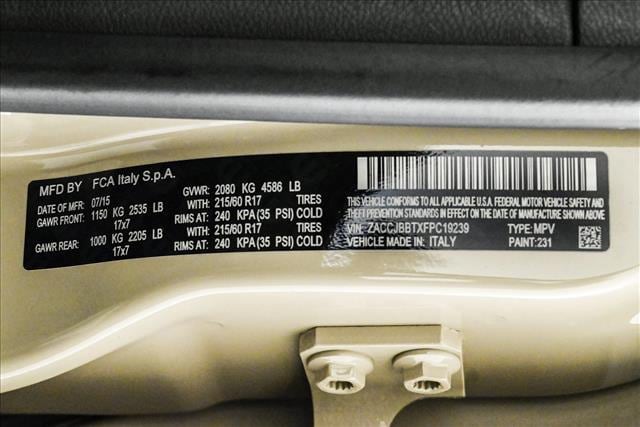 MFD BY FCA Italy S.p.A.
DATE OF MFR: 07/15 GVWR: 2080 KG 4586 LB
GAWR FRONT: 1150 KG 2535 LB WITH: 215/60 R17 TIRES
17x7 RIMS AT: 240 KPA(35 PSI) COLD
GAWR REAR: 1000 KG 2205 LB WITH: 215/60 R17 TIRES
17x7 RIMS AT: 240 KPA(35 PSI) COLD
THIS VEHICLE CONFORMS TO ALL APPLICABLE U.S.A. FEDERAL MOTOR
VEHICLE SAFETY, BUMPER AND THEFT PREVENTION STANDARDS IN
EFFECT ON THE DATE OF MANUFACTURE SHOWN ABOVE.
VIN: ZACCJBBTXFPC19239 TYPE: MPV
VEHICLE MADE IN: ITALY PAINT: 231